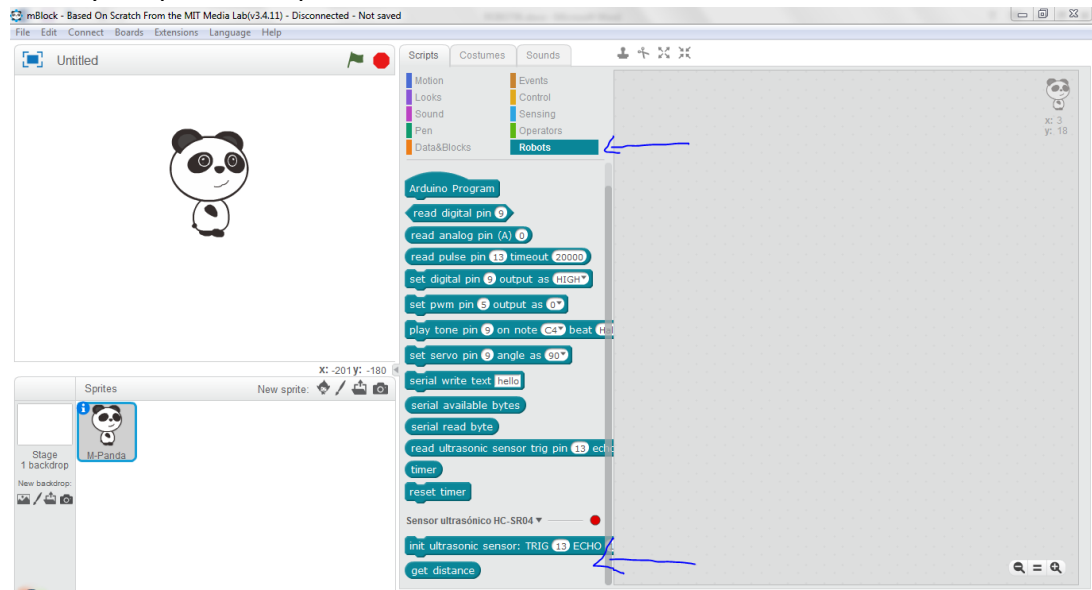 mBlock - Based On Scratch From the MIT Media Lab(v3.4.11) - Disconnected - Not saved
File Edit Connect Boards Extensions Language Help
Untitled
Scripts Costumes Sounds
Motion Events
Looks Control
Sound Sensing
Pen Operators
Data&Blocks Robots
x: 3
y: 18
Arduino Program
read digital pin 9
read analog pin (A) 0
read pulse pin 13 timeout 20000
set digital pin 9 output as HIGH
set pwm pin 5 output as 0
play tone pin 9 on note C4 beat
set servo pin 9 angle as 90
serial write text hello
serial available bytes
serial read byte
read ultrasonic sensor trig pin 13
timer
reset timer
Sensor ultrasónico HC-SR04
init ultrasonic sensor: TRIG 13 ECHO
get distance
X: -201 y: -180
Sprites New sprite:
Stage
1 backdrop
New backdrop:
M-Panda